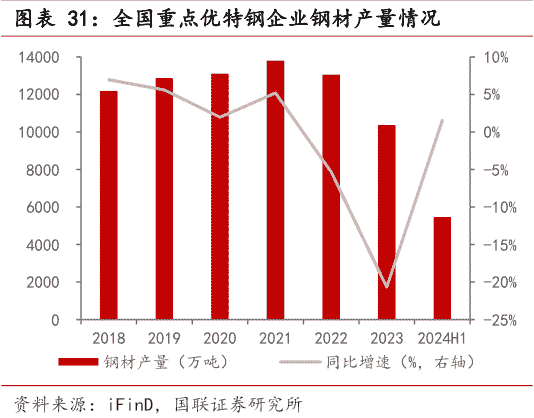 图表 31：全国重点优特钢企业钢材产量情况
14000 10%
12000 5%
10000 0%
8000 -5%
6000 -10%
4000 -15%
2000 -20%
0 -25%
2018 2019 2020 2021 2022 2023 2024H1
钢材产量（万吨） 同比增速（%，右轴）
资料来源：iFinD，国联证券研究所